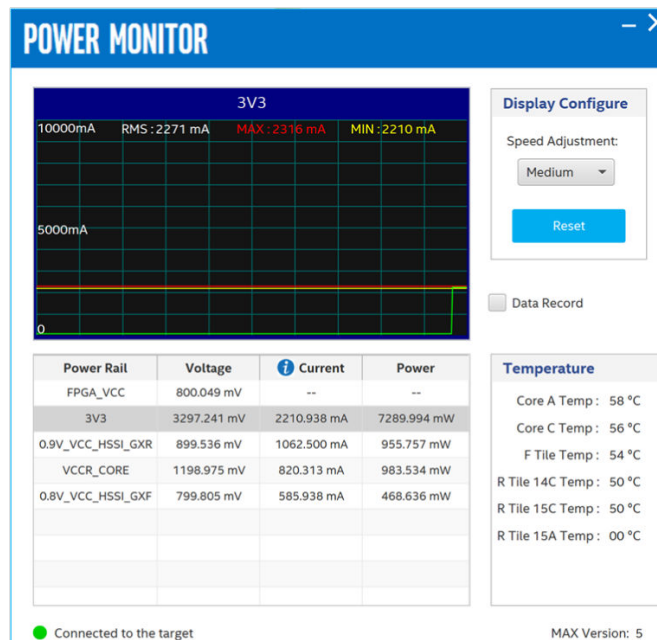 POWER MONITOR
3V3
10000mA RMS:2271 mA MAX:2316 mA MIN:2210 mA
5000mA
0
Display Configure
Speed Adjustment:
Medium
Reset
Data Record
Power Rail Voltage i Current Power
FPGA_VCC 800.049 mV -- --
3V3 3297.241 mV 2210.938 mA 7289.994 mW
0.9V_VCC_HSSI_GXR 899.536 mV 1062.500 mA 955.757 mW
VCCR_CORE 1198.975 mV 820.313 mA 983.534 mW
0.8V_VCC_HSSI_GXF 799.805 mV 585.938 mA 468.636 mW
Temperature
Core A Temp: 58 °C
Core C Temp: 56 °C
F Tile Temp: 54 °C
R Tile 14C Temp: 50 °C
R Tile 15C Temp: 50 °C
R Tile 15A Temp: 00 °C
Connected to the target
MAX Version: 5